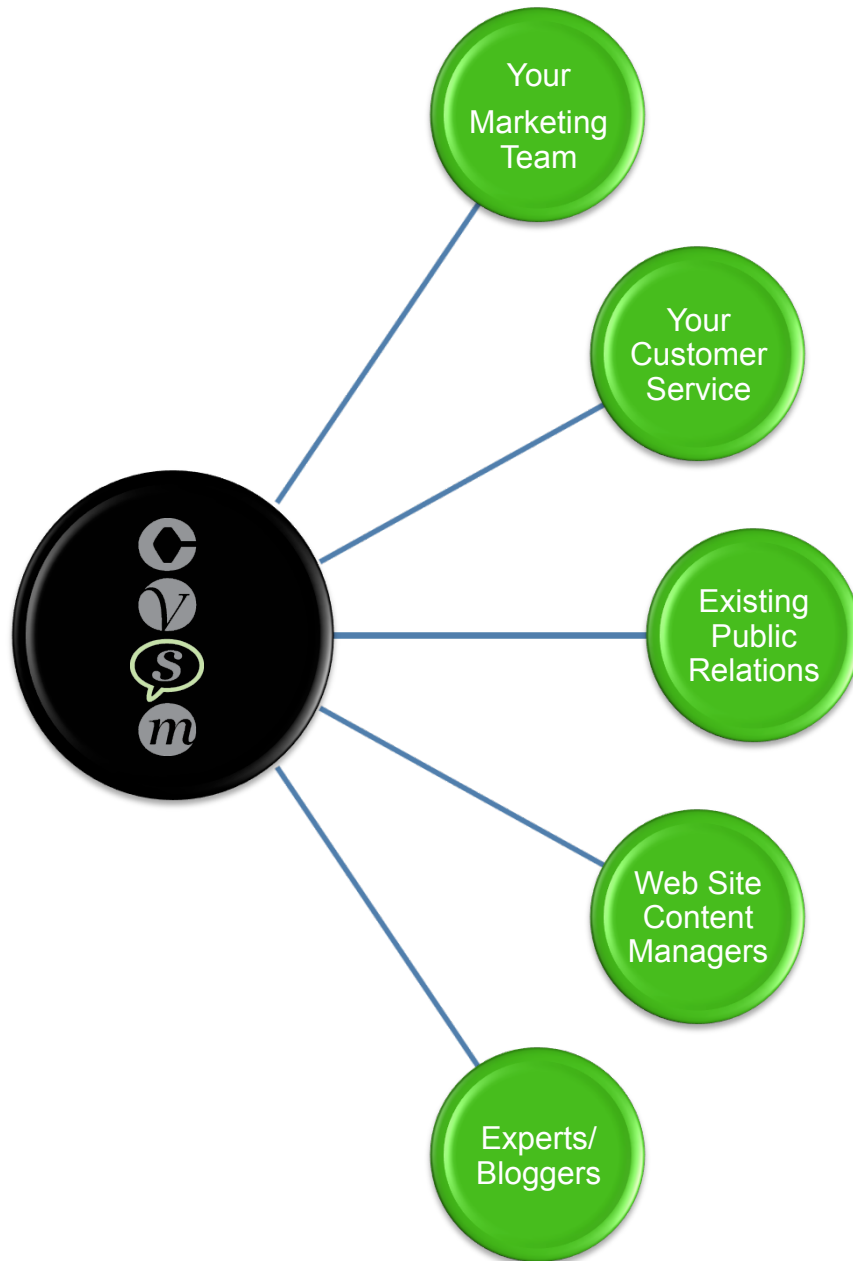 Your
Marketing
Team
Your
Customer
Service
C
v
s
m
Existing
Public
Relations
Web Site
Content
Managers
Experts/
Bloggers